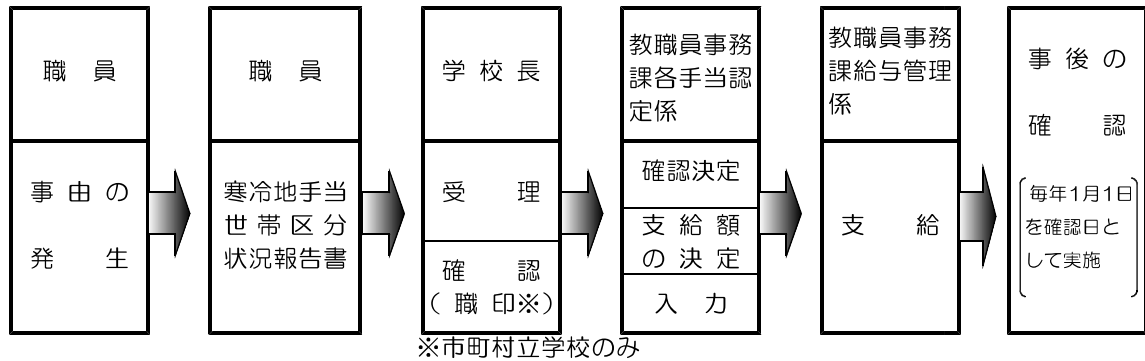 職員
事由の
発生
職員
寒冷地手当
世帯区分
状況報告書
学校長
受理
確認
(職印※)
※市町村立学校のみ
教職員事務
課各手当認
定係
確認決定
支給額
の決定
入力
教職員事務
課給与管理
係
支給
事後の
確認
毎年1月1日
を確認日と
して実施